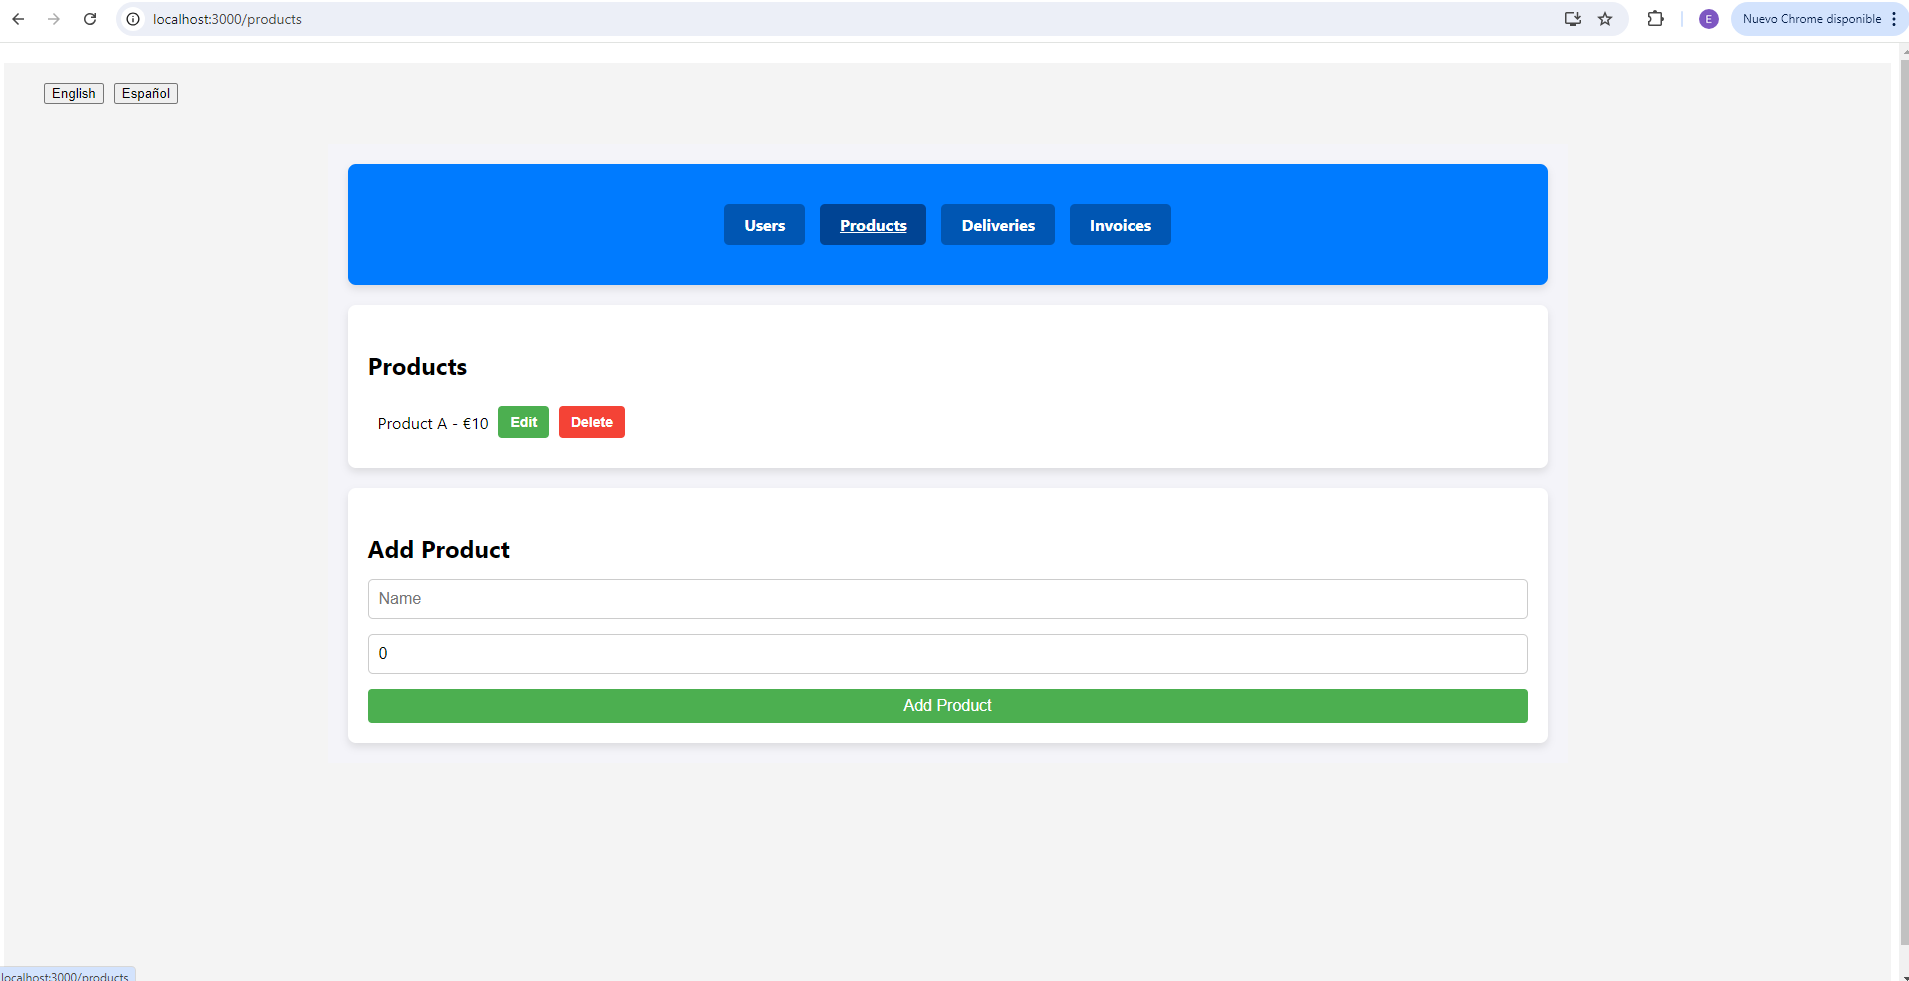 localhost:3000/products
E
Nuevo Chrome disponible
English Español
Users Products Deliveries Invoices
Products
Product A - €10 Edit Delete
Add Product
Name
0
Add Product
localhost:3000/products